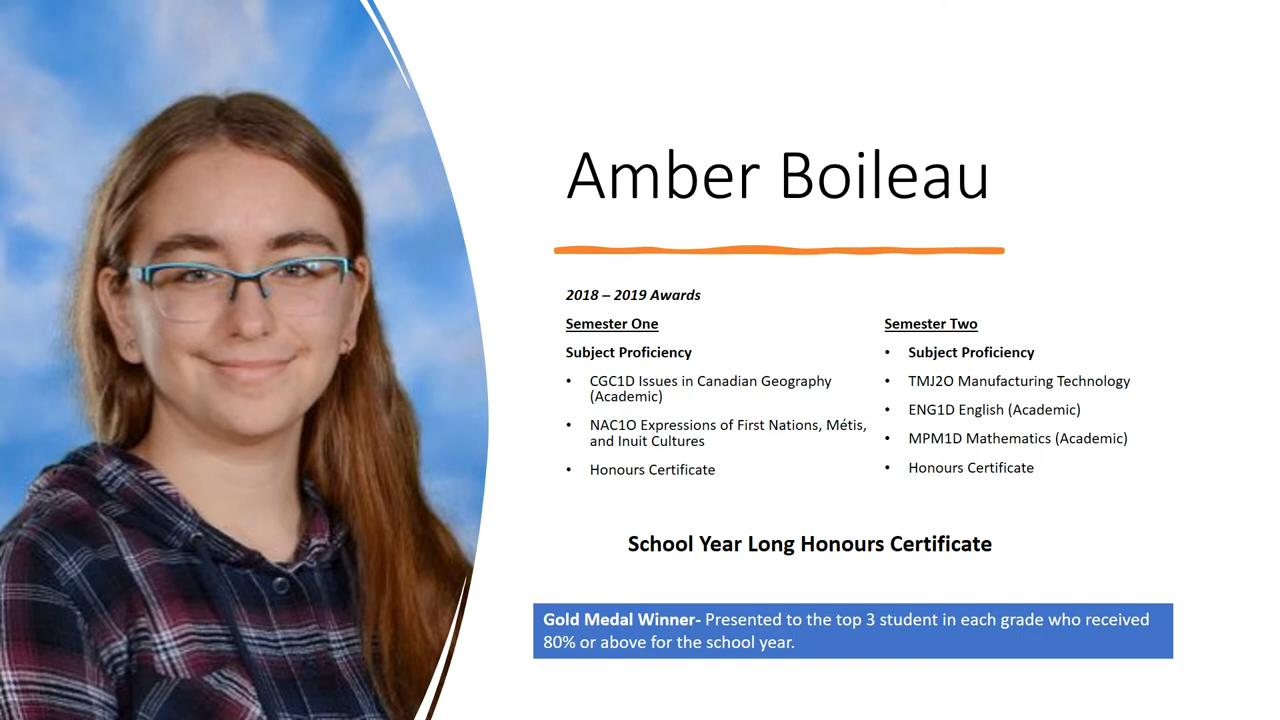 Amber Boileau
2018 – 2019 Awards
Semester One
Subject Proficiency
• CGC1D Issues in Canadian Geography
(Academic)
• NAC1O Expressions of First Nations, Métis,
and Inuit Cultures
• Honours Certificate
Semester Two
• Subject Proficiency
• TMJ2O Manufacturing Technology
• ENG1D English (Academic)
• MPM1D Mathematics (Academic)
• Honours Certificate
School Year Long Honours Certificate
Gold Medal Winner- Presented to the top 3 student in each grade who received
80% or above for the school year.